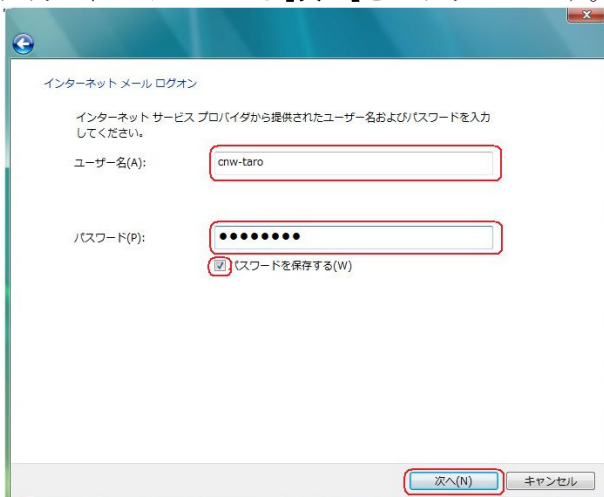 インターネット メール ログオン
インターネット サービス プロバイダから提供されたユーザー名およびパスワードを入力
してください。
ユーザー名(A):
cnw-taro
パスワード(P):
●●●●●●●●
パスワードを保存する(W)
次へ(N)
キャンセル